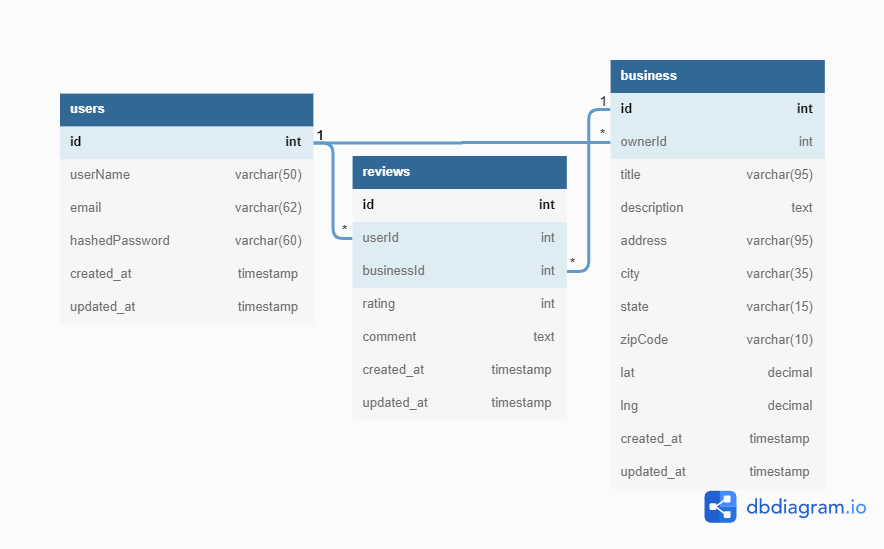 users
id int
userName varchar(50)
email varchar(62)
hashedPassword varchar(60)
created_at timestamp
updated_at timestamp
1
*
reviews
id int
userId int
businessId int
rating int
comment text
created_at timestamp
updated_at timestamp
*
1
*
business
id int
ownerId int
title varchar(95)
description text
address varchar(95)
city varchar(35)
state varchar(15)
zipCode varchar(10)
lat decimal
lng decimal
created_at timestamp
updated_at timestamp
dbdiagram.io